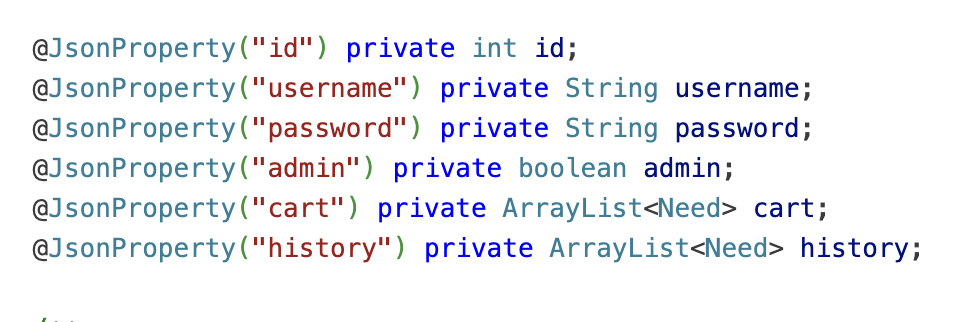 @JsonProperty("id") private int id;
@JsonProperty("username") private String username;
@JsonProperty("password") private String password;
@JsonProperty("admin") private boolean admin;
@JsonProperty("cart") private ArrayList<Need> cart;
@JsonProperty("history") private ArrayList<Need> history;